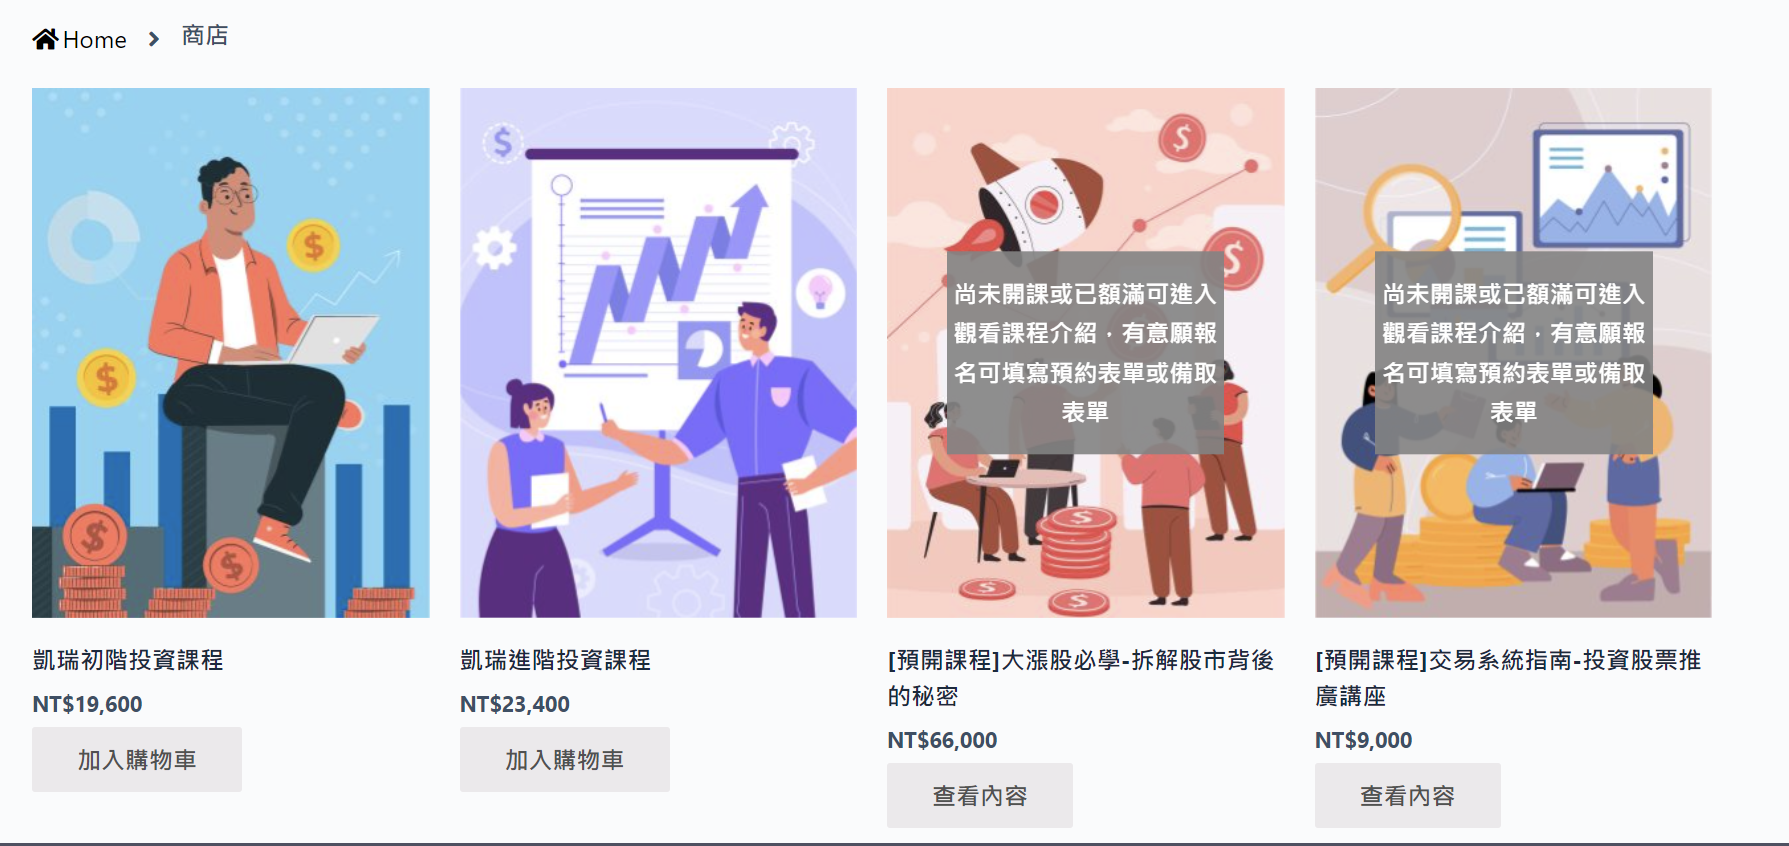 Home > 商店
尚未開課或已額滿可進入
觀看課程介紹，有意願報
名可填寫預約表單或備取
表單
尚未開課或已額滿可進入
觀看課程介紹，有意願報
名可填寫預約表單或備取
表單
凱瑞初階投資課程
NT$19,600
加入購物車
凱瑞進階投資課程
NT$23,400
加入購物車
[預開課程]大漲股必學-拆解股市背後
的秘密
NT$66,000
查看內容
[預開課程]交易系統指南-投資股票推
廣講座
NT$9,000
查看內容